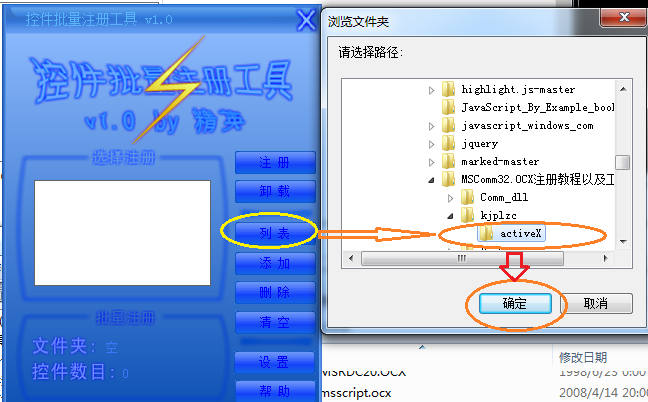 控件批量注册工具 v1.0
控件批量注册工具
v1.0 by 精英
选择注册
注 册
卸 载
列 表
添 加
删 除
清 空
批量注册
文件夹: 空
控件数目: 0
设 置
帮 助
浏览文件夹
请选择路径:
highlight.js-master
JavaScript_By_Example_boo
javascript_windows_com
jquery
marked-master
MSComm32.OCX注册教程以及工
Comm_dll
kjplzc
activeX
确定
取消
修改日期
MSRDC20.OCX 1998/6/23 0:00
msscript.ocx 2008/4/14 20:00